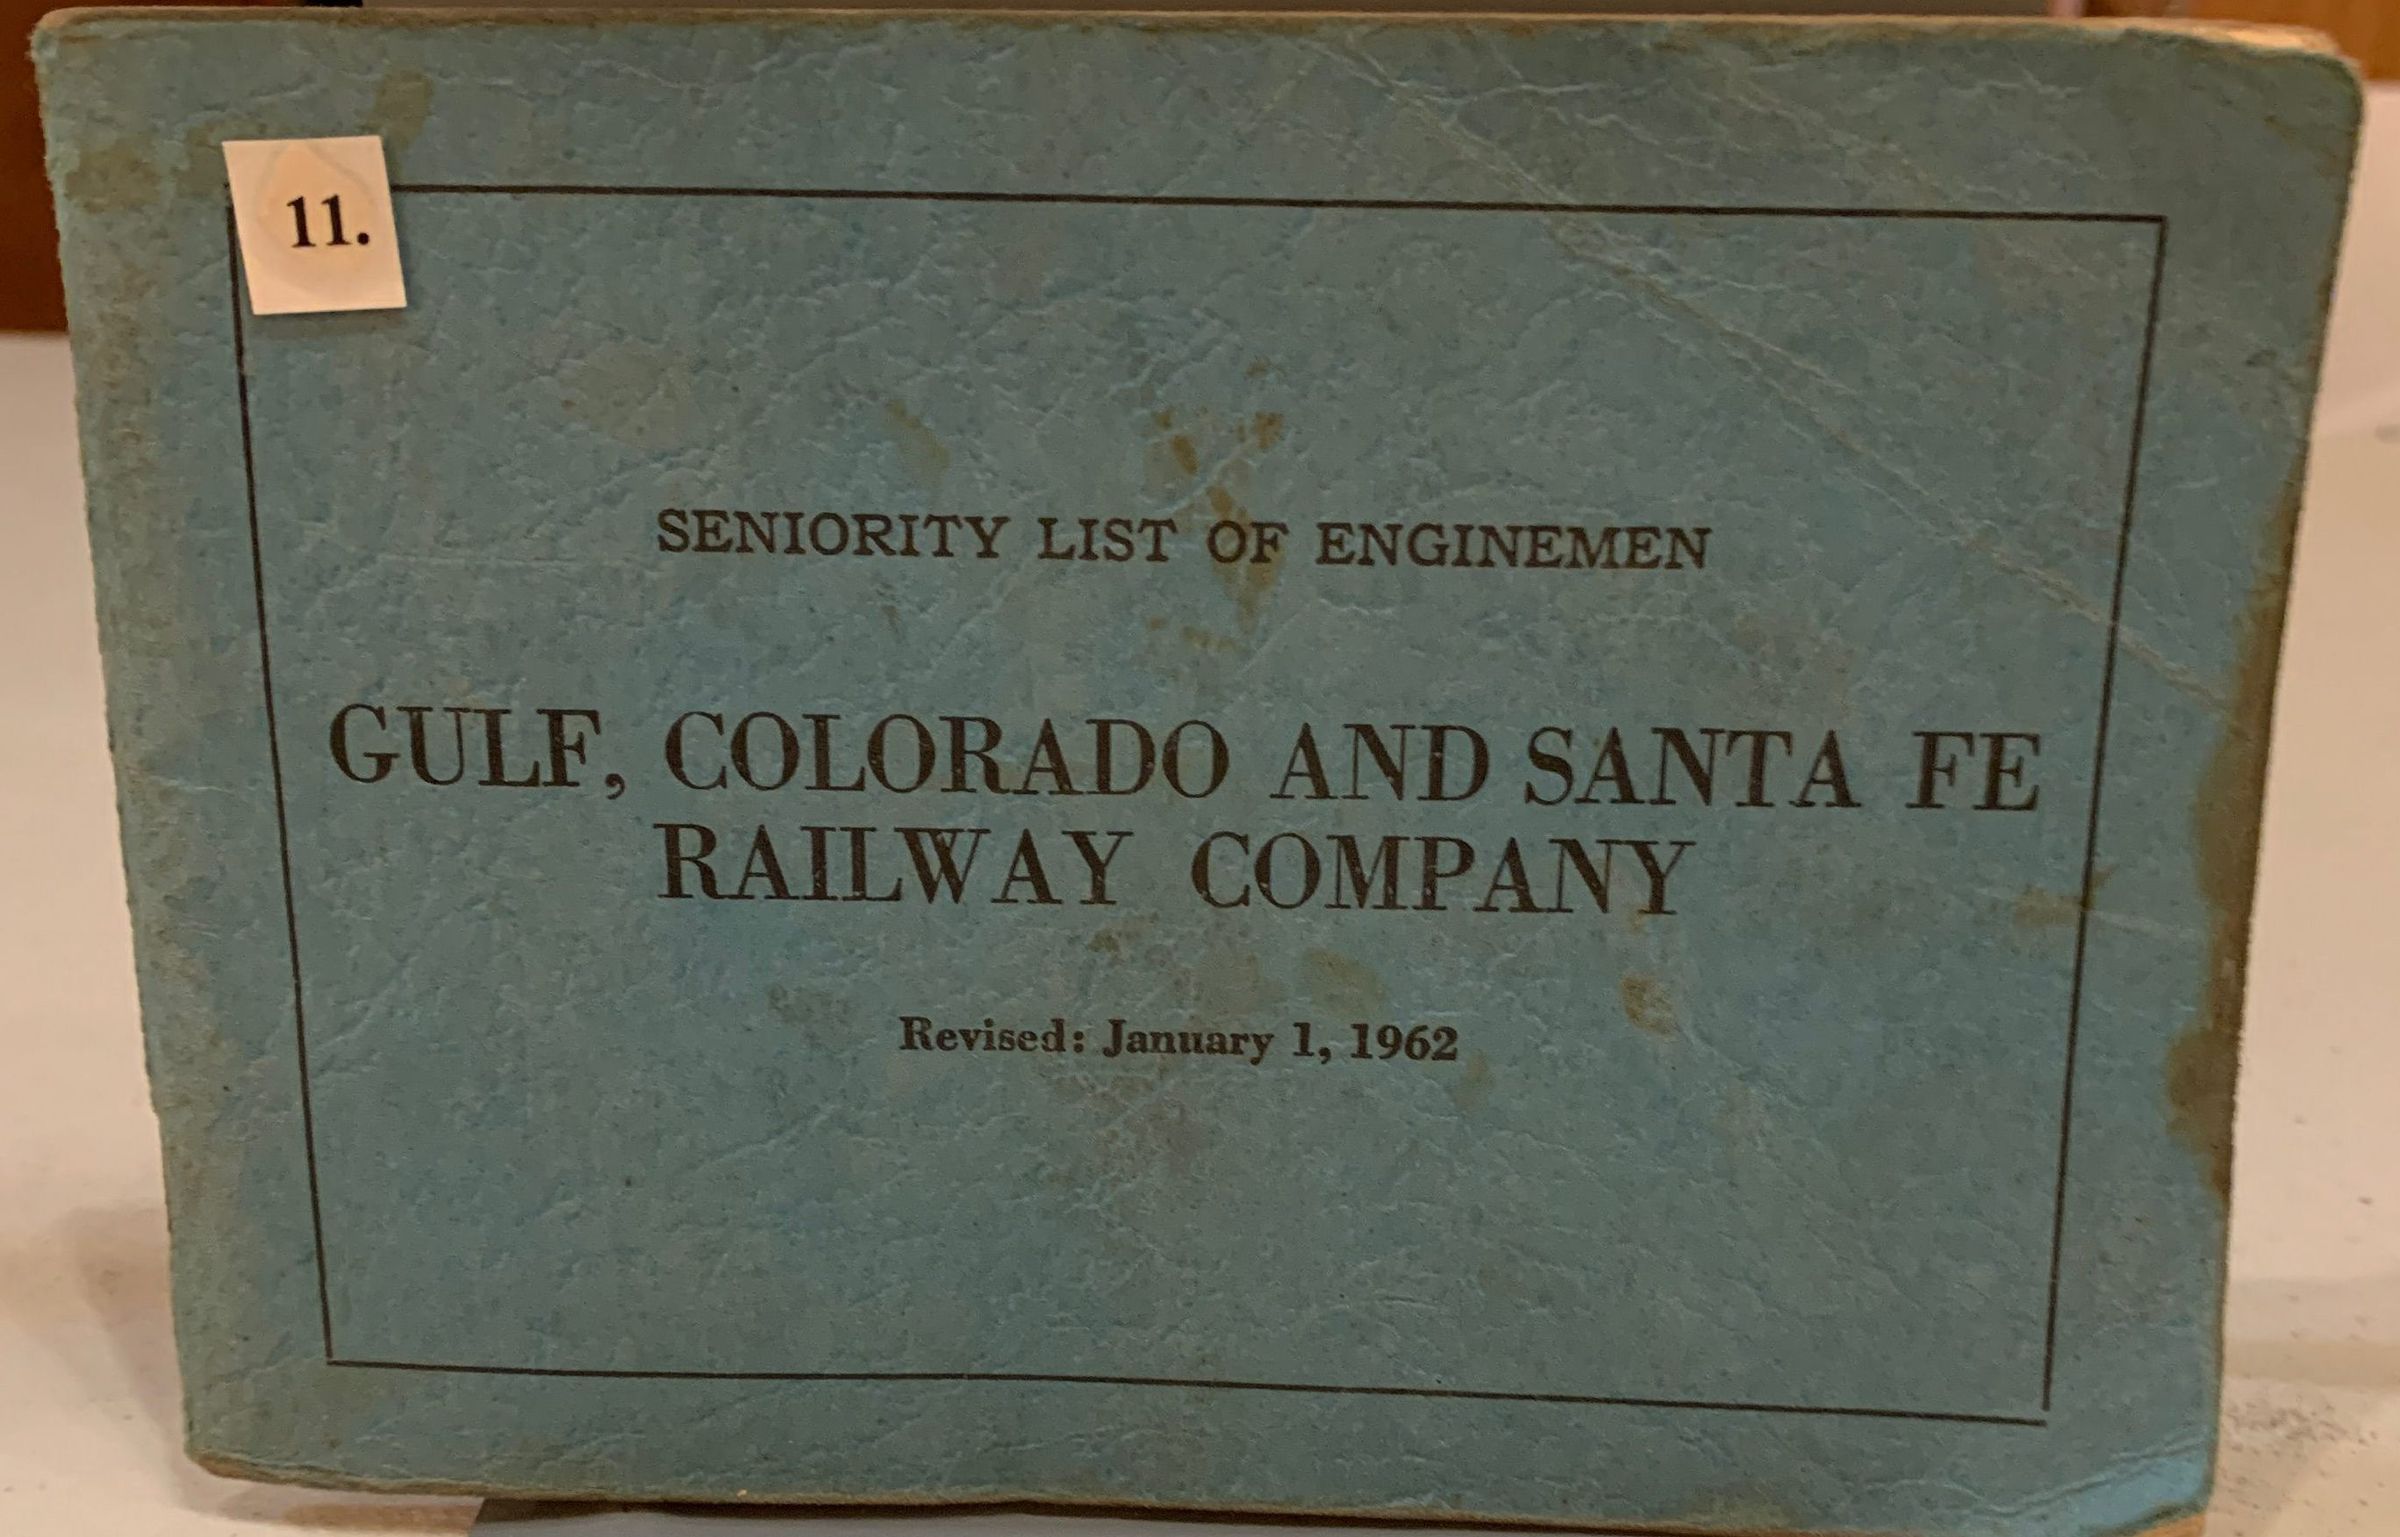 11.
SENIORITY LIST OF ENGINEMEN
GULF, COLORADO AND SANTA FE
RAILWAY COMPANY
Revised: January 1, 1962